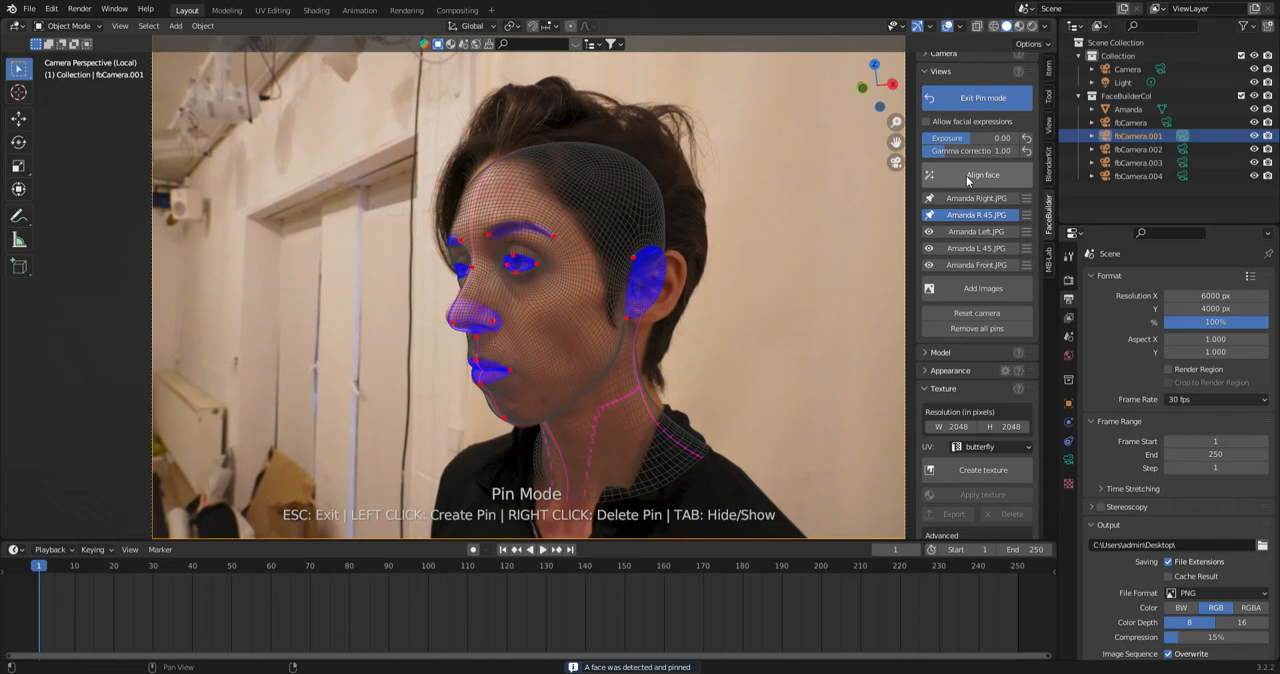 File Edit Render Window Help Layout Modeling UV Editing Shading Animation Rendering Compositing Scene ViewLayer
Object Mode View Select Add Object Global
Options
Camera Perspective (Local)
(1) Collection | fbCamera.001
Z
X
Pin Mode
ESC: Exit | LEFT CLICK: Create Pin | RIGHT CLICK: Delete Pin | TAB: Hide/Show
Camera
Views
Exit Pin mode
Allow facial expressions
Exposure 0.00
Gamma correctio 1.00
Align face
Amanda Right.JPG
Amanda R 45.JPG
Amanda Left.JPG
Amanda L 45.JPG
Amanda Front.JPG
Add Images
Reset camera
Remove all pins
Model
Appearance
Texture
Resolution (in pixels)
W 2048 H 2048
UV: butterfly
Create texture
Apply texture
Export Delete
Advanced
Item
Tool
View
BlenderKit
FaceBuilder
MB-Lab
Scene Collection
Collection
Camera
Light
FaceBuilderCol
Amanda
fbCamera
fbCamera.001
fbCamera.002
fbCamera.003
fbCamera.004
Scene
Format
Resolution X 6000 px
Y 4000 px
% 100%
Aspect X 1.000
Y 1.000
Render Region
Crop to Render Region
Frame Rate 30 fps
Frame Range
Frame Start 1
End 250
Step 1
Time Stretching
Stereoscopy
Output
C:\Users\admin\Desktop\
Saving File Extensions
Cache Result
File Format PNG
Color BW RGB RGBA
Color Depth 8 16
Compression 15%
Image Sequence Overwrite
Playback Keying View Marker 1 Start 1 End 250
1 10 20 30 40 50 60 70 80 90 100 110 120 130 140 150 160 170 180 190 200 210 220 230 240 250
Pan View A face was detected and pinned 3.2.2